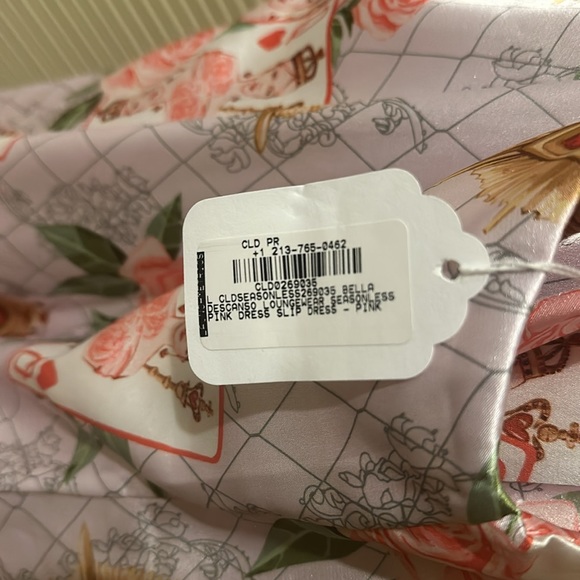 CLD PR
+1 213-765-0462
CLD0269035
L CLDSEASONLESS269035 BELLA
DESCANSO LOUNGEWEAR SEASONLESS
PINK DRESS SLIP DRESS - PINK